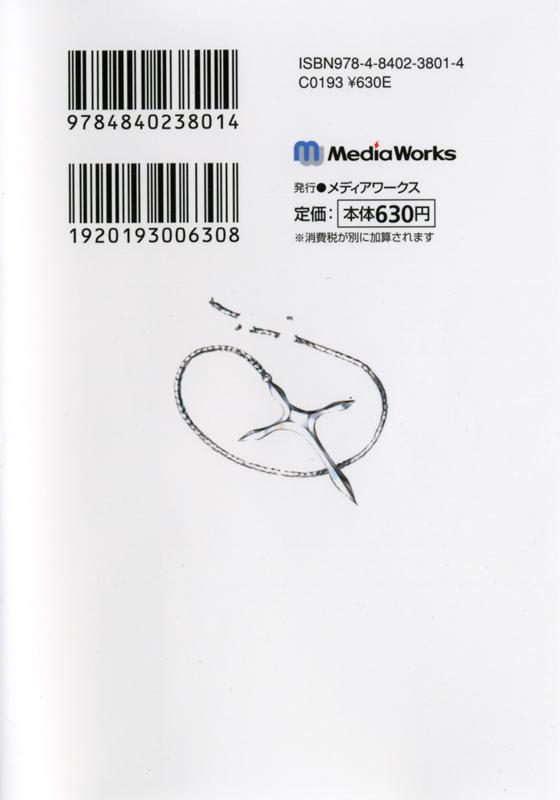 ISBN978-4-8402-3801-4
C0193 ¥630E
9784840238014
MediaWorks
発行●メディアワークス
定価：本体630円
※消費税が別に加算されます
1920193006308